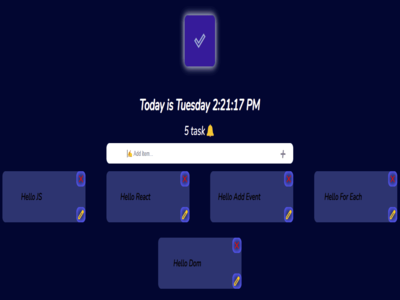 Today is Tuesday 2:21:17 PM
5 task
Add item
Hello JS
Hello React
Hello Add Event
Hello For Each
Hello Dom